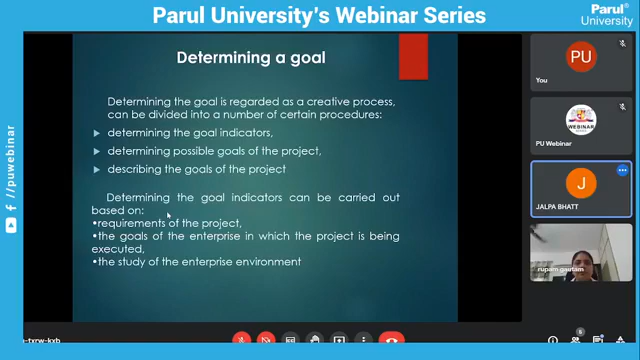 Parul University's Webinar Series
Parul®
University
Determining a goal
Determining the goal is regarded as a creative process,
can be divided into a number of certain procedures:
determining the goal indicators,
determining possible goals of the project,
describing the goals of the project
Determining the goal indicators can be carried out
based on:
•requirements of the project,
•the goals of the enterprise in which the project is being
executed,
•the study of the enterprise environment
/puwebinar
PU
You
WEBINAR
PU Webinar
J
JALPA BHATT
rupam gautam
-txrw-kxb
6